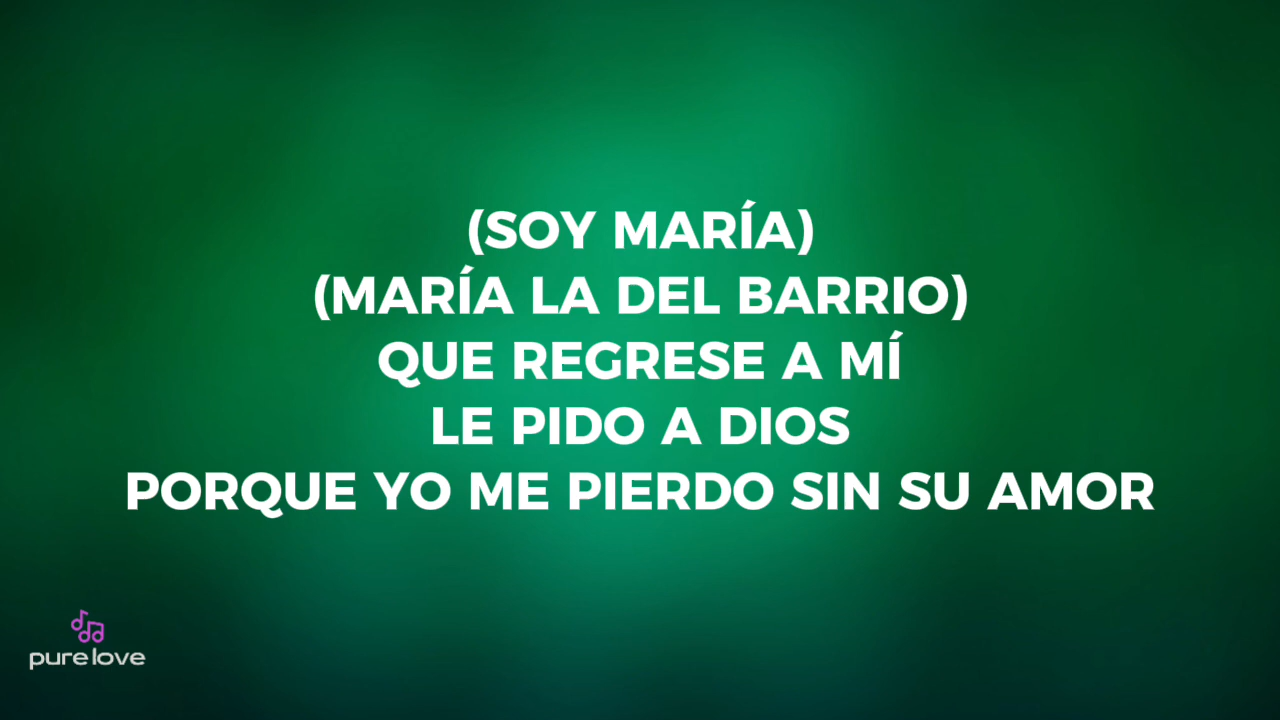 (SOY MARÍA)
(MARÍA LA DEL BARRIO)
QUE REGRESE A MÍ
LE PIDO A DIOS
PORQUE YO ME PIERDO SIN SU AMOR
pure love